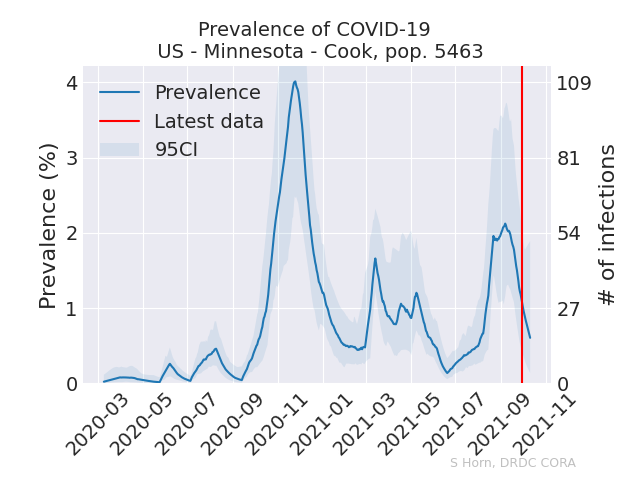 Prevalence of COVID-19
US - Minnesota - Cook, pop. 5463
Prevalence
Latest data
95CI
Prevalence (%)
4
3
2
1
0
109
81
54
27
0
# of infections
2020-03
2020-05
2020-07
2020-09
2020-11
2021-01
2021-03
2021-05
2021-07
2021-09
2021-11
S Horn, DRDC CORA